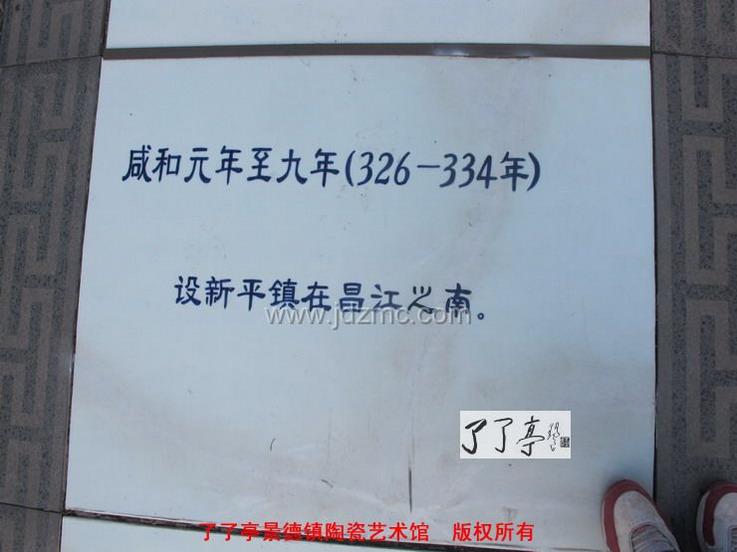 咸和元年至九年(326－334年)
设新平镇在昌江之南。
www.jdzmc.com
了了亭
了了亭景德镇陶瓷艺术馆 版权所有